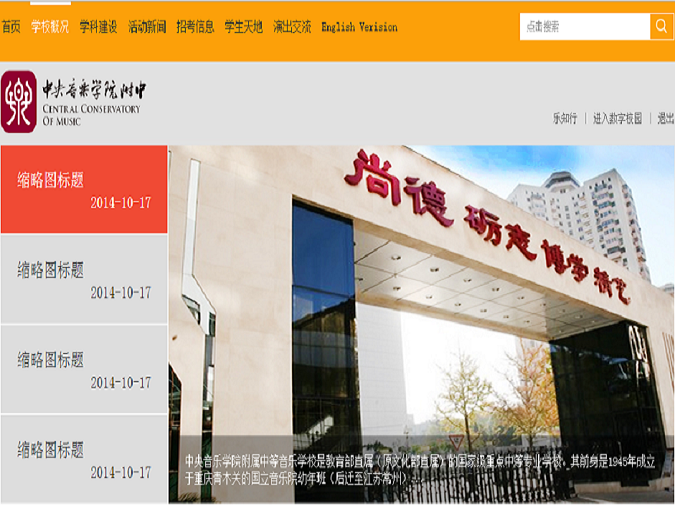 首页 学校概况 学科建设 活动新闻 招考信息 学生天地 演出交流 English Verision
点击搜索
中央音乐学院附中
CENTRAL CONSERVATORY
OF MUSIC
乐知行 | 进入数字校园 | 退出
缩略图标题
2014-10-17
缩略图标题
2014-10-17
缩略图标题
2014-10-17
缩略图标题
2014-10-17
尚德 砺志 博学 精艺
中央音乐学院附属中等音乐学校是教育部直属（原文化部直属）的国家级重点中等专业学校，其前身是1945年成立
于重庆青木关的国立音乐院幼年班（后迁至江苏常州）